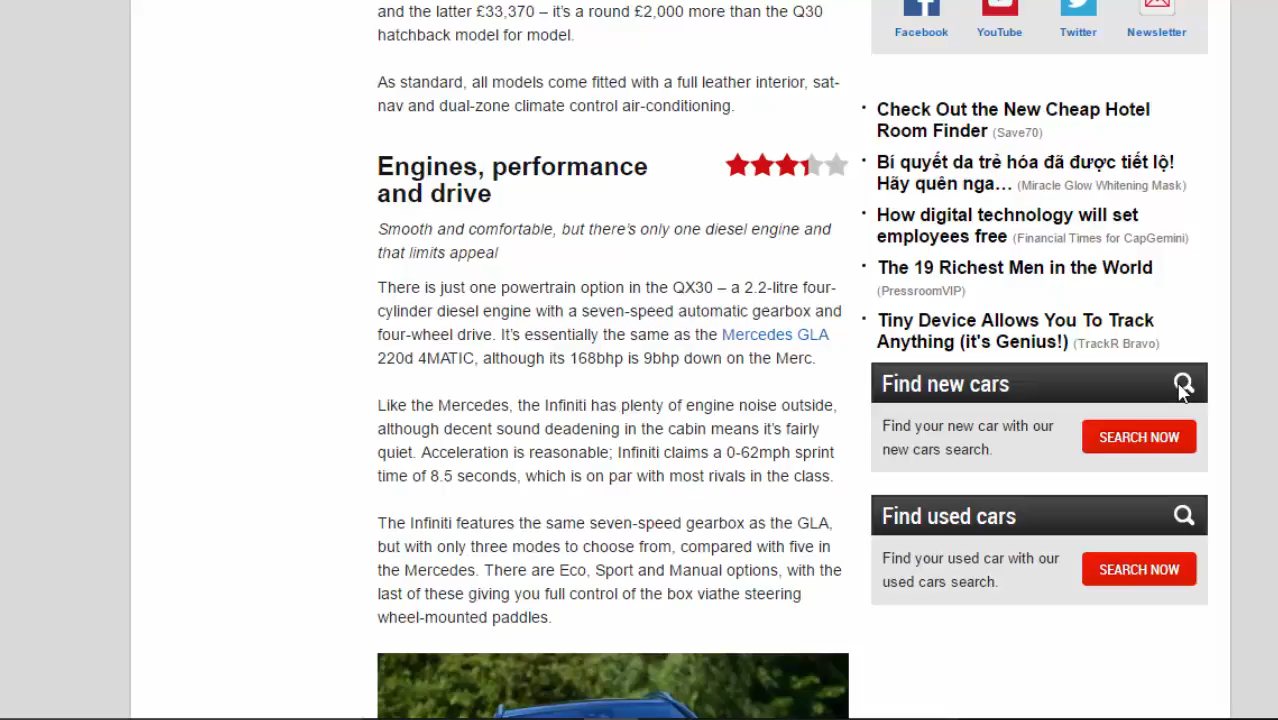 and the latter £33,370 – it's a round £2,000 more than the Q30
hatchback model for model.
As standard, all models come fitted with a full leather interior, sat-
nav and dual-zone climate control air-conditioning.
Engines, performance
and drive
Smooth and comfortable, but there's only one diesel engine and
that limits appeal
There is just one powertrain option in the QX30 – a 2.2-litre four-
cylinder diesel engine with a seven-speed automatic gearbox and
four-wheel drive. It's essentially the same as the Mercedes GLA
220d 4MATIC, although its 168bhp is 9bhp down on the Merc.
Like the Mercedes, the Infiniti has plenty of engine noise outside,
although decent sound deadening in the cabin means it's fairly
quiet. Acceleration is reasonable; Infiniti claims a 0-62mph sprint
time of 8.5 seconds, which is on par with most rivals in the class.
The Infiniti features the same seven-speed gearbox as the GLA,
but with only three modes to choose from, compared with five in
the Mercedes. There are Eco, Sport and Manual options, with the
last of these giving you full control of the box viathe steering
wheel-mounted paddles.
Facebook YouTube Twitter Newsletter
Check Out the New Cheap Hotel
Room Finder (Save70)
Bí quyết da trẻ hóa đã được tiết lộ!
Hãy quên nga… (Miracle Glow Whitening Mask)
How digital technology will set
employees free (Financial Times for CapGemini)
The 19 Richest Men in the World
(PressroomVIP)
Tiny Device Allows You To Track
Anything (it's Genius!) (TrackR Bravo)
Find new cars
Find your new car with our
new cars search.
SEARCH NOW
Find used cars
Find your used car with our
used cars search.
SEARCH NOW